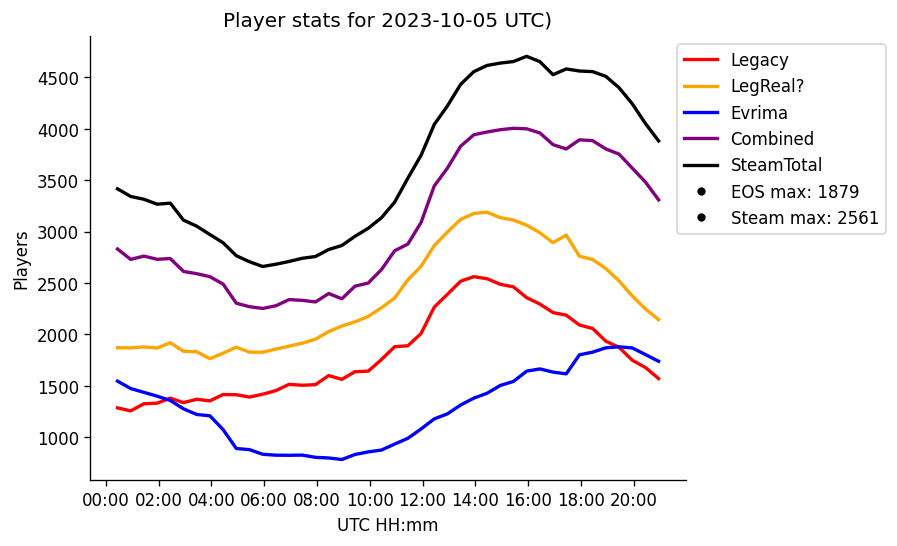 Player stats for 2023-10-05 UTC)
Legacy
LegReal?
Evrima
Combined
SteamTotal
EOS max: 1879
Steam max: 2561
Players
4500
4000
3500
3000
2500
2000
1500
1000
00:00 02:00 04:00 06:00 08:00 10:00 12:00 14:00 16:00 18:00 20:00
UTC HH:mm